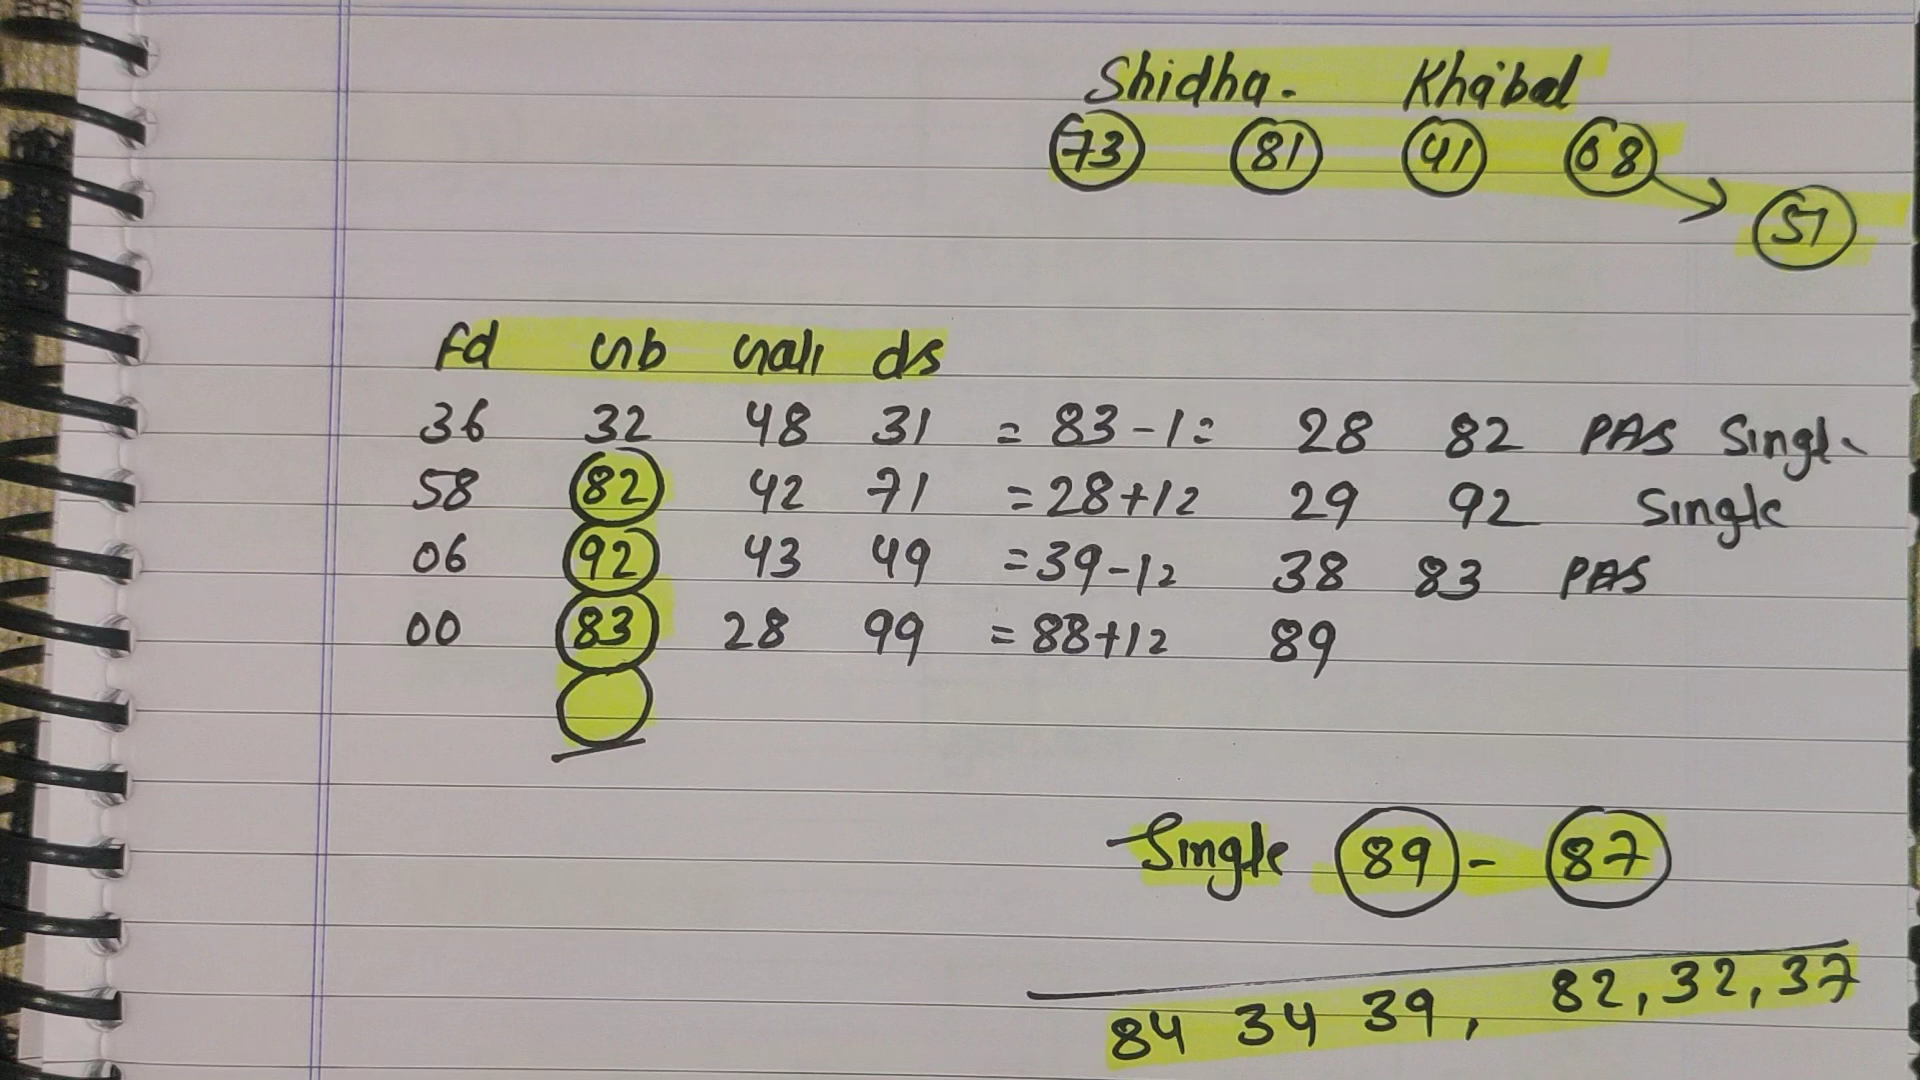 Shidha. Khabal
73 81 41 68
51
fd Gb Gali ds
36 32 48 31 = 83-1= 28 82 PAS Single
58 82 42 71 = 28+12 29 92 Single
06 92 43 49 = 39-12 38 83 PAS
00 83 28 99 = 88+12 89
Single 89 - 87
84 34 39, 82, 32, 37